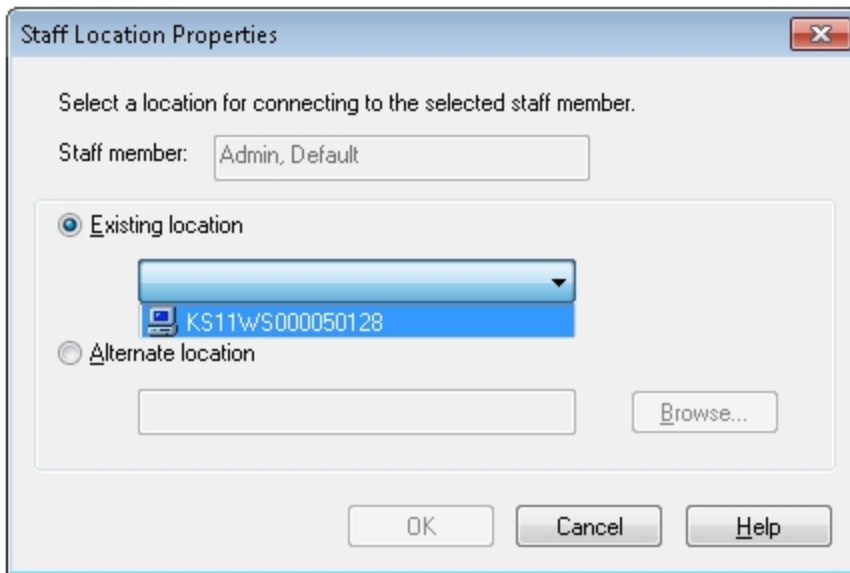 Staff Location Properties
Select a location for connecting to the selected staff member.
Staff member: Admin, Default
Existing location
KS11WS000050128
Alternate location
Browse...
OK Cancel Help